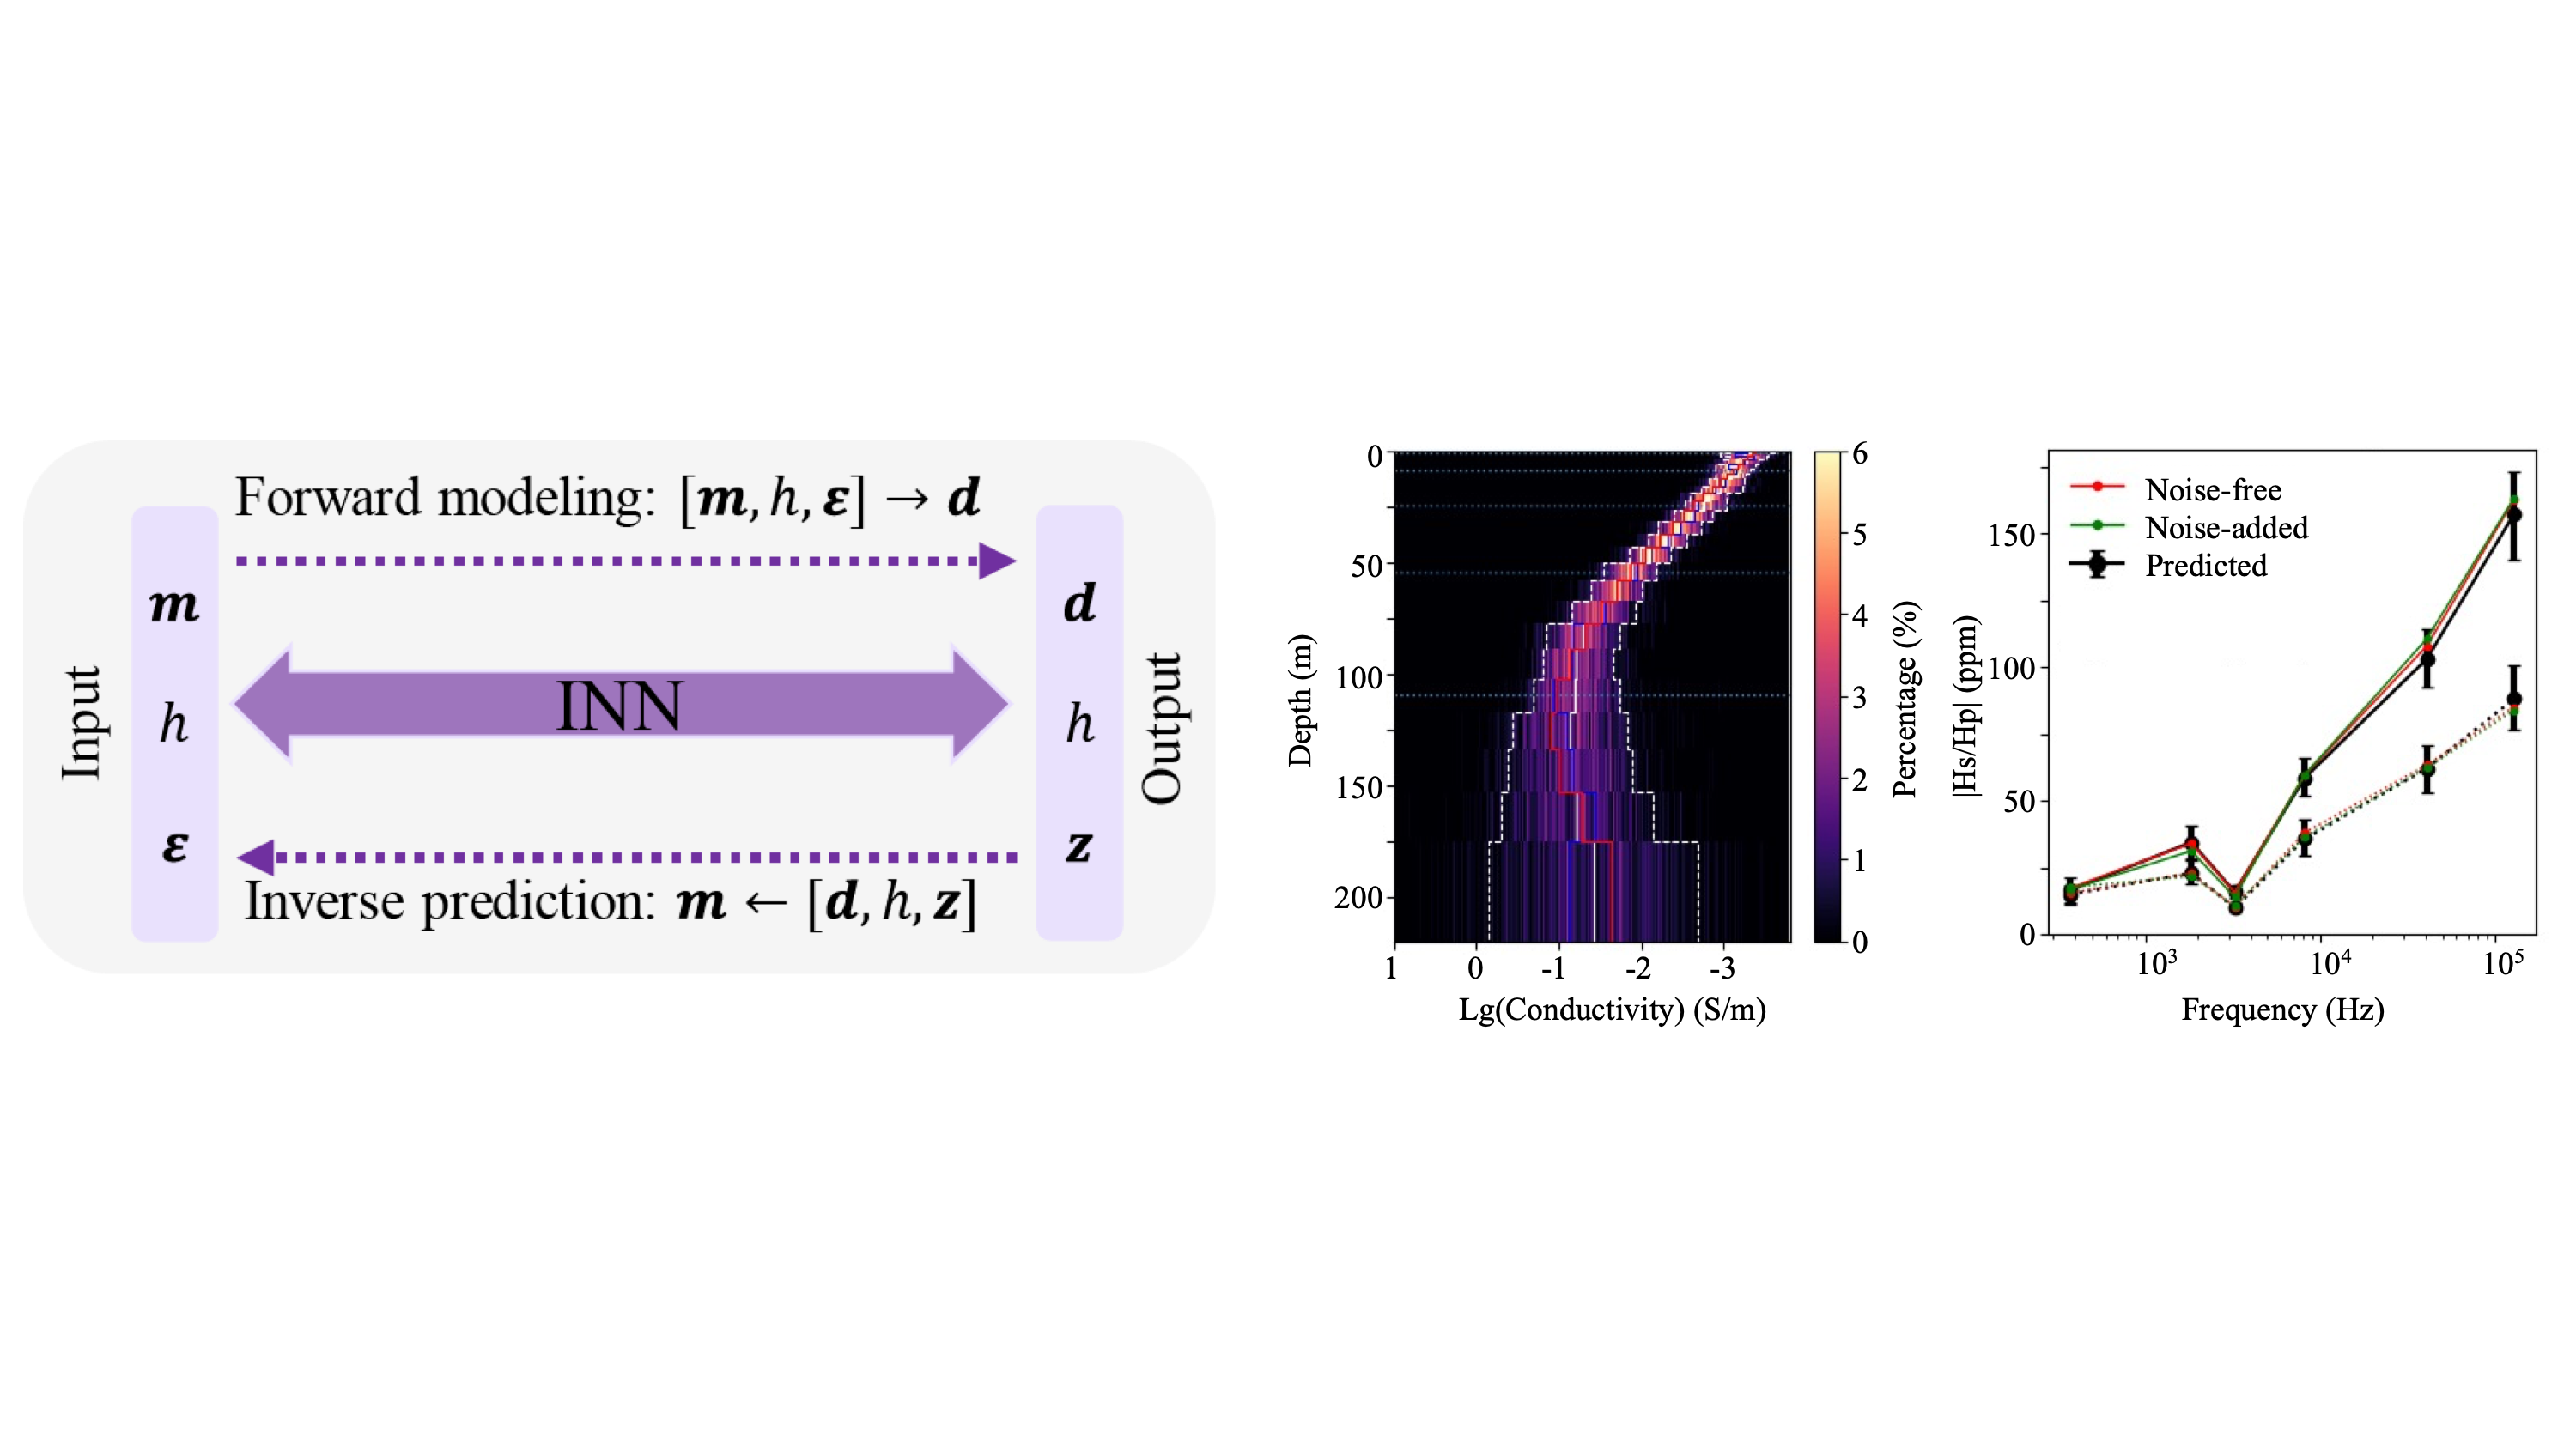 Input
Forward modeling: [m, h, ε] → d
m
h
ε
INN
d
h
z
Output
Inverse prediction: m ← [d, h, z]
Depth (m)
0
50
100
150
200
1
0
-1
-2
-3
Lg(Conductivity) (S/m)
6
5
4
3
2
1
0
Percentage (%)
|Hs/Hp| (ppm)
150
100
50
0
Noise-free
Noise-added
Predicted
10³
10⁴
10⁵
Frequency (Hz)